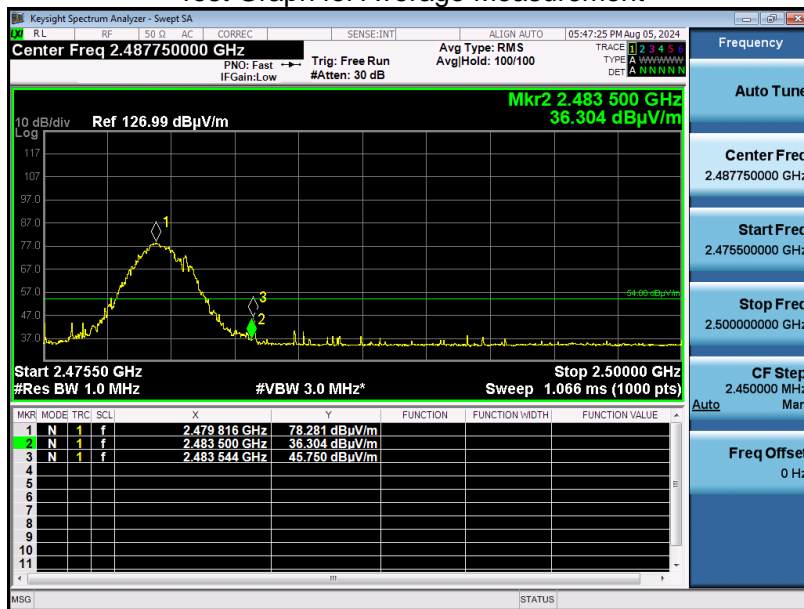 Test Graph for Average Measurement
Keysight Spectrum Analyzer - Swept SA
RL RF 50 Ω AC CORREC SENSE:INT ALIGN AUTO 05:47:25 PM Aug 05, 2024
Center Freq 2.487750000 GHz
PNO: Fast
IFGain:Low
Trig: Free Run
#Atten: 30 dB
Avg Type: RMS
Avg|Hold: 100/100
TRACE 1 2 3 4 5 6
TYPE A WWWWW
DET A N N N N N
Mkr2 2.483 500 GHz
36.304 dBµV/m
10 dB/div Ref 126.99 dBµV/m
Log
117
107
97.0
87.0
77.0
67.0
57.0
47.0
37.0
1
3
2
54.00 dBµV/m
Start 2.47550 GHz Stop 2.50000 GHz
#Res BW 1.0 MHz #VBW 3.0 MHz* Sweep 1.066 ms (1000 pts)
MKR MODE TRC SCL X Y FUNCTION FUNCTION WIDTH FUNCTION VALUE
1 N 1 f 2.479 816 GHz 78.281 dBµV/m
2 N 1 f 2.483 500 GHz 36.304 dBµV/m
3 N 1 f 2.483 544 GHz 45.750 dBµV/m
4
5
6
7
8
9
10
11
MSG STATUS
Frequency
Auto Tune
Center Freq
2.487750000 GHz
Start Freq
2.475500000 GHz
Stop Freq
2.500000000 GHz
CF Step
2.450000 MHz
Auto Man
Freq Offset
0 Hz